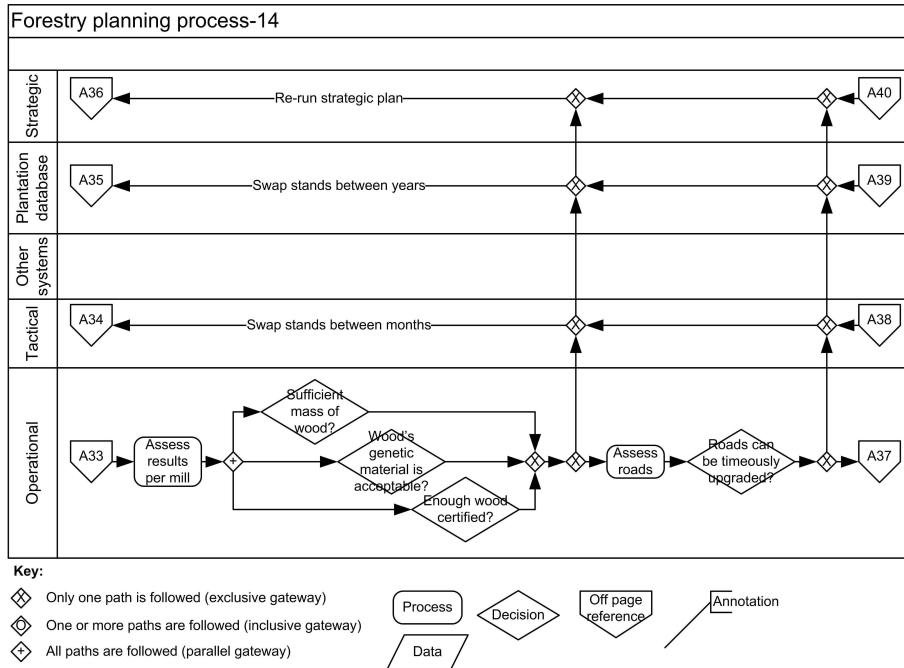 Forestry planning process-14
Strategic
A36
Re-run strategic plan
X
X
A40
Plantation
database
A35
Swap stands between years
X
X
A39
Other
systems
Tactical
A34
Swap stands between months
X
X
A38
Operational
A33
Assess
results
per mill
+
Sufficient
mass of
wood?
Wood's
genetic
material is
acceptable?
Enough wood
certified?
X
X
Assess
roads
Roads can
be timeously
upgraded?
X
A37
Key:
X Only one path is followed (exclusive gateway)
O One or more paths are followed (inclusive gateway)
+ All paths are followed (parallel gateway)
Process
Data
Decision
Off page
reference
Annotation